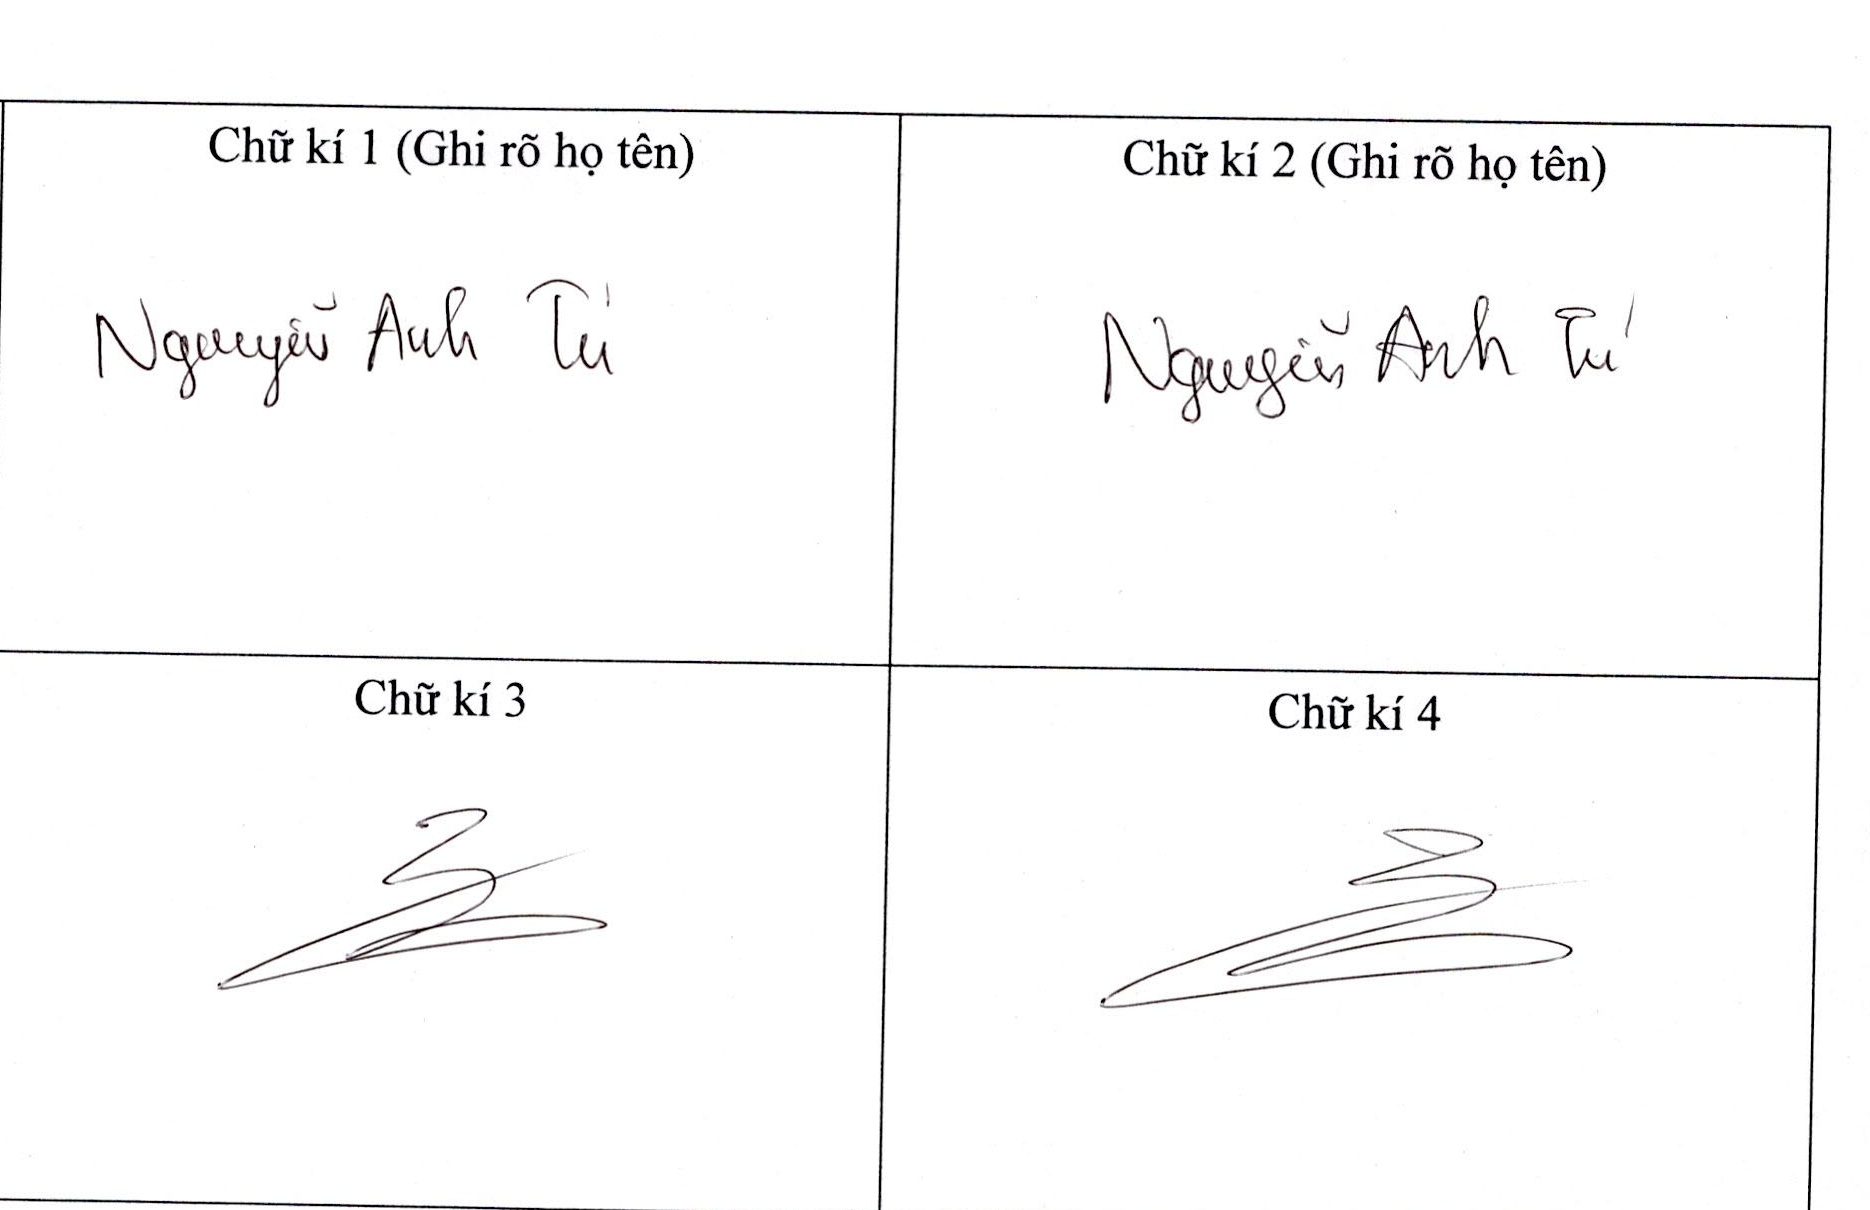 Chữ kí 1 (Ghi rõ họ tên)
Chữ kí 2 (Ghi rõ họ tên)
Nguyễn Anh Tú
Nguyễn Anh Tú
Chữ kí 3
Chữ kí 4